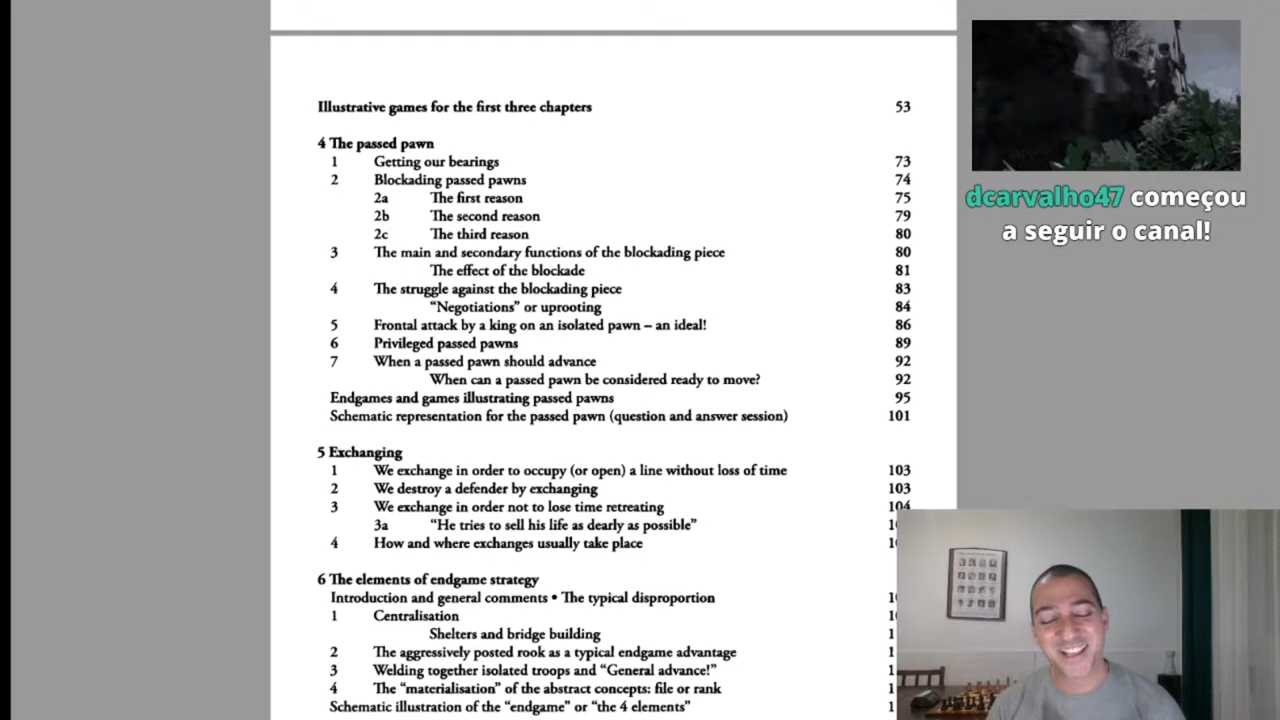 Illustrative games for the first three chapters 53
4 The passed pawn
1 Getting our bearings 73
2 Blockading passed pawns 74
2a The first reason 75
2b The second reason 79
2c The third reason 80
3 The main and secondary functions of the blockading piece 80
The effect of the blockade 81
4 The struggle against the blockading piece 83
“Negotiations” or uprooting 84
5 Frontal attack by a king on an isolated pawn – an ideal! 86
6 Privileged passed pawns 89
7 When a passed pawn should advance 92
When can a passed pawn be considered ready to move? 92
Endgames and games illustrating passed pawns 95
Schematic representation for the passed pawn (question and answer session) 101
5 Exchanging
1 We exchange in order to occupy (or open) a line without loss of time 103
2 We destroy a defender by exchanging 103
3 We exchange in order not to lose time retreating 104
3a “He tries to sell his life as dearly as possible”
4 How and where exchanges usually take place
6 The elements of endgame strategy
Introduction and general comments • The typical disproportion
1 Centralisation
Shelters and bridge building
2 The aggressively posted rook as a typical endgame advantage
3 Welding together isolated troops and “General advance!”
4 The “materialisation” of the abstract concepts: file or rank
Schematic illustration of the “endgame” or “the 4 elements”
dcarvalho47 começou
a seguir o canal!